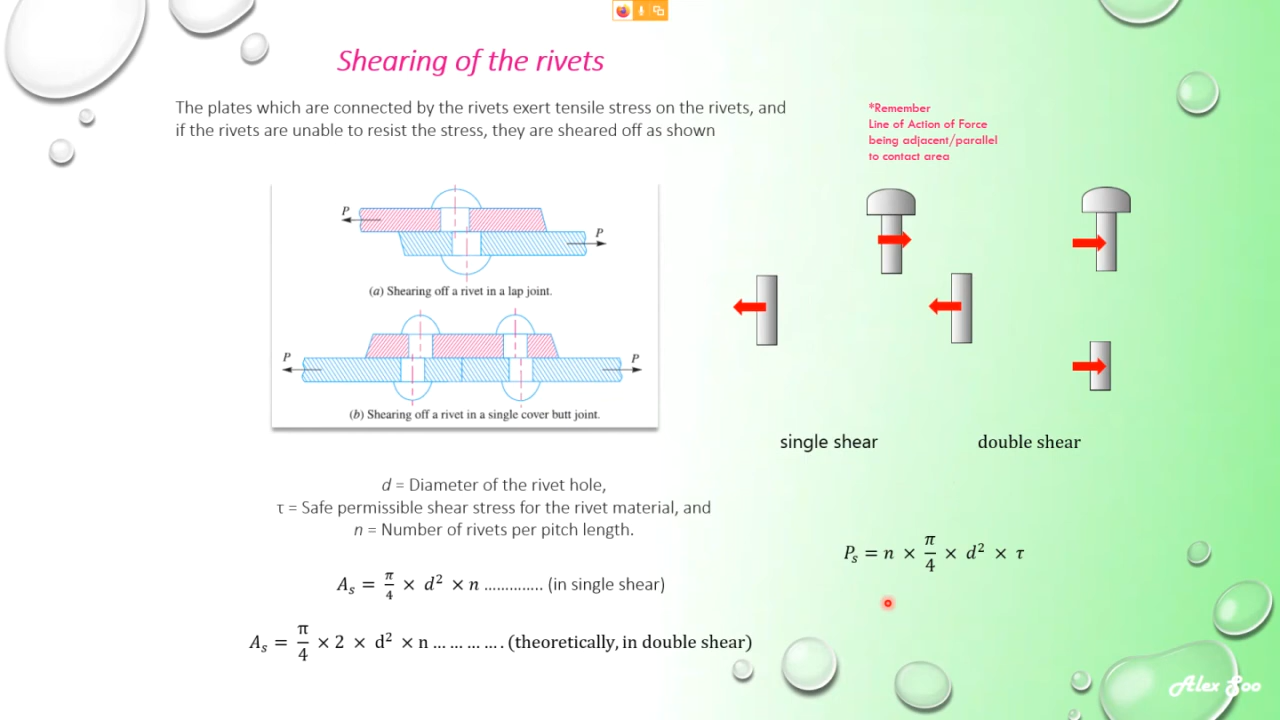 Shearing of the rivets
The plates which are connected by the rivets exert tensile stress on the rivets, and
if the rivets are unable to resist the stress, they are sheared off as shown
*Remember
Line of Action of Force
being adjacent/parallel
to contact area
P
P
(a) Shearing off a rivet in a lap joint.
P
P
(b) Shearing off a rivet in a single cover butt joint.
single shear
double shear
d = Diameter of the rivet hole,
τ = Safe permissible shear stress for the rivet material, and
n = Number of rivets per pitch length.
Pₛ = n × π/4 × d² × τ
Aₛ = π/4 × d² × n .............. (in single shear)
Aₛ = π/4 × 2 × d² × n … … … … . (theoretically, in double shear)
Alex Soo